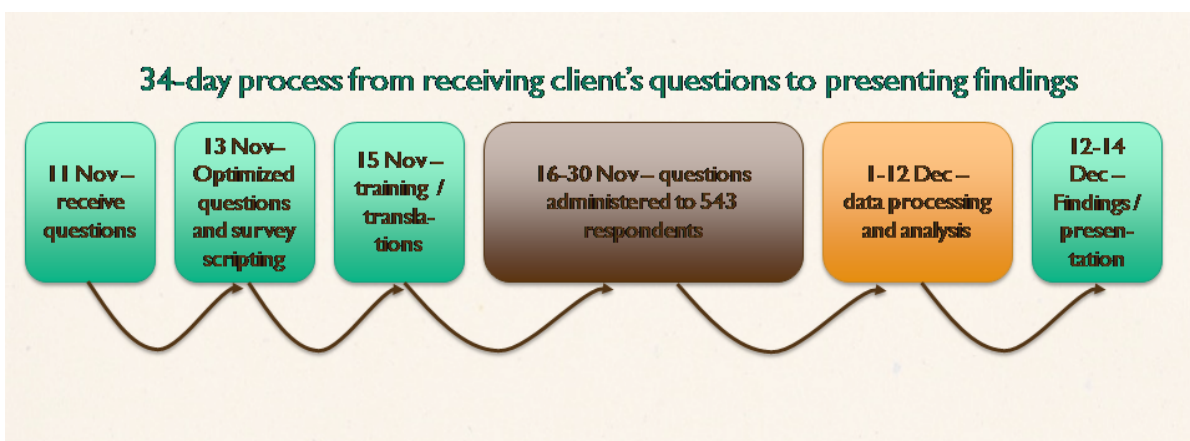 34-day process from receiving client's questions to presenting findings
11 Nov –
receive
questions
13 Nov–
Optimized
questions
and survey
scripting
15 Nov –
training /
transla-
tions
16-30 Nov – questions
administered to 543
respondents
1-12 Dec –
data processing
and analysis
12-14
Dec –
Findings /
presen-
tation